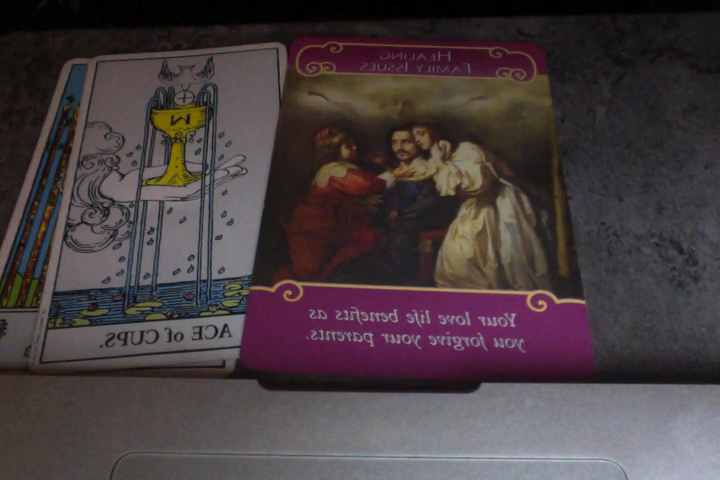 HEALING
FAMILY ISSUES
W
ACE of CUPS.
Your love life benefits as
you forgive your parents.